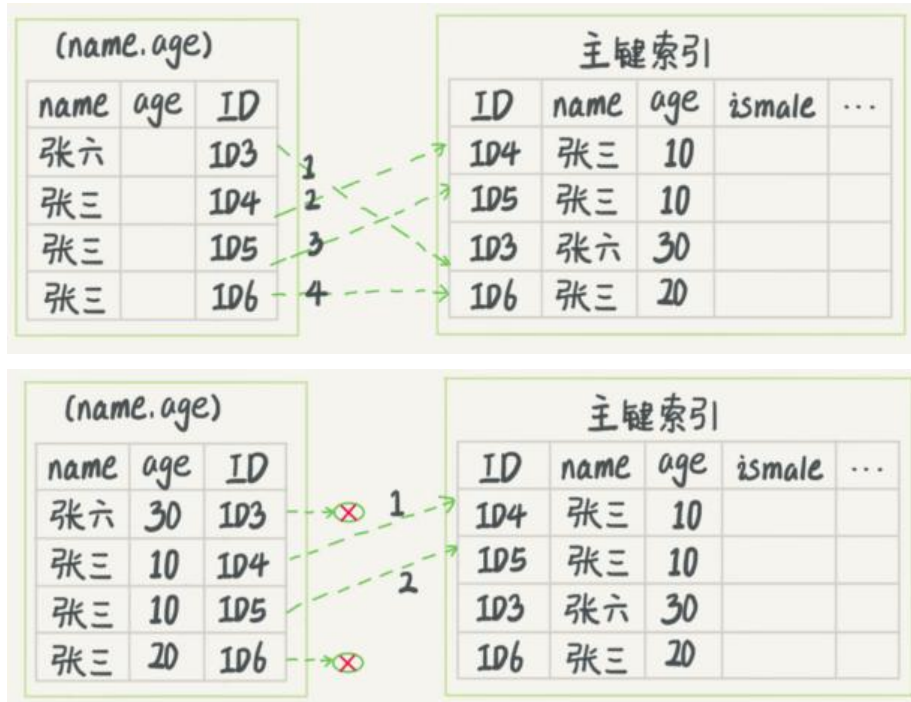 (name.age)
主键索引
name age ID
ID name age ismale ...
张六 ID3
1
ID4 张三 10
张三 ID4
2
ID5 张三 10
张三 ID5
3
ID3 张六 30
张三 ID6
4
ID6 张三 20
(name.age)
主键索引
name age ID
ID name age ismale ...
张六 30 ID3
1
ID4 张三 10
张三 10 ID4
ID5 张三 10
2
张三 10 ID5
ID3 张六 30
张三 20 ID6
ID6 张三 20